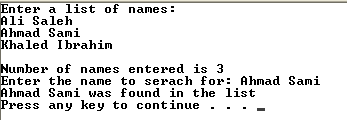 Enter a list of names:
Ali Saleh
Ahmad Sami
Khaled Ibrahim
Number of names entered is 3
Enter the name to serach for: Ahmad Sami
Ahmad Sami was found in the list
Press any key to continue . . . _